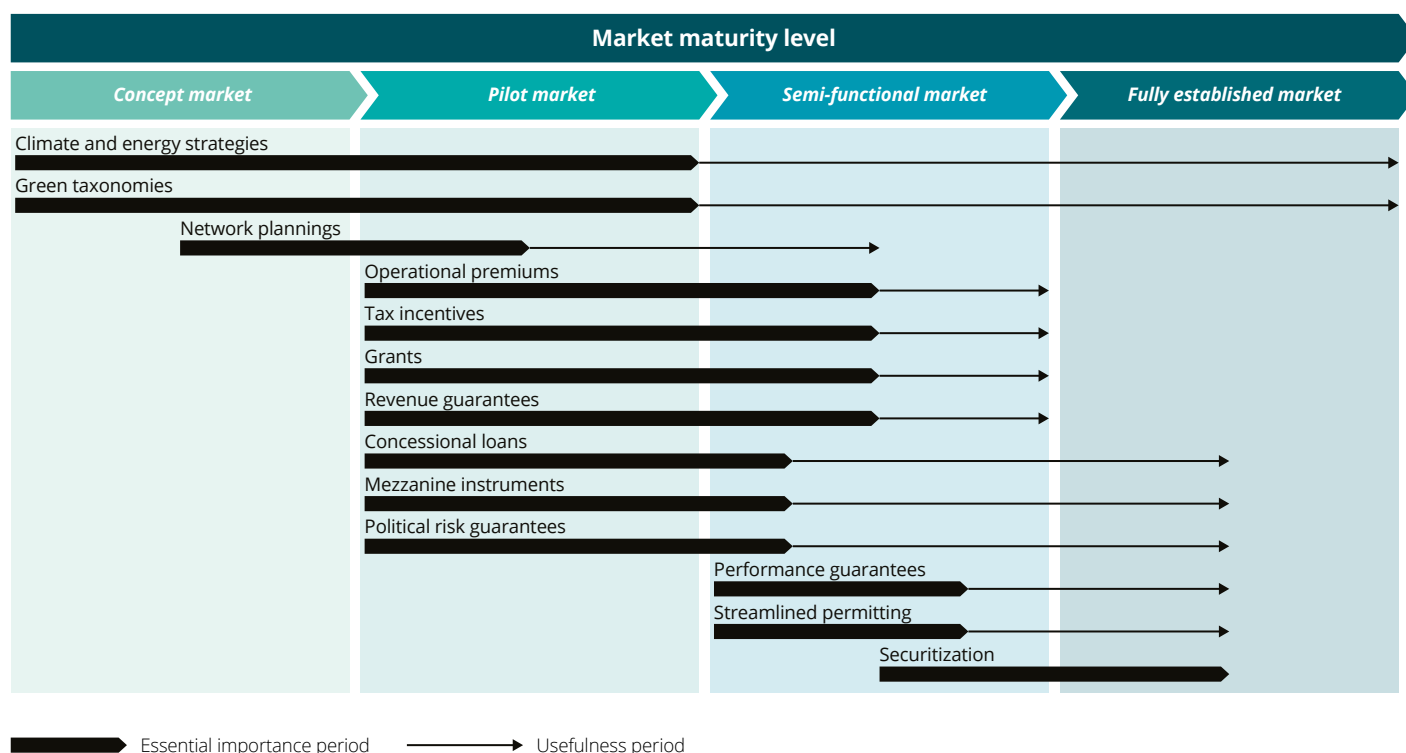 Market maturity level
Concept market
Pilot market
Semi-functional market
Fully established market
Climate and energy strategies
Green taxonomies
Network plannings
Operational premiums
Tax incentives
Grants
Revenue guarantees
Concessional loans
Mezzanine instruments
Political risk guarantees
Performance guarantees
Streamlined permitting
Securitization
Essential importance period
Usefulness period